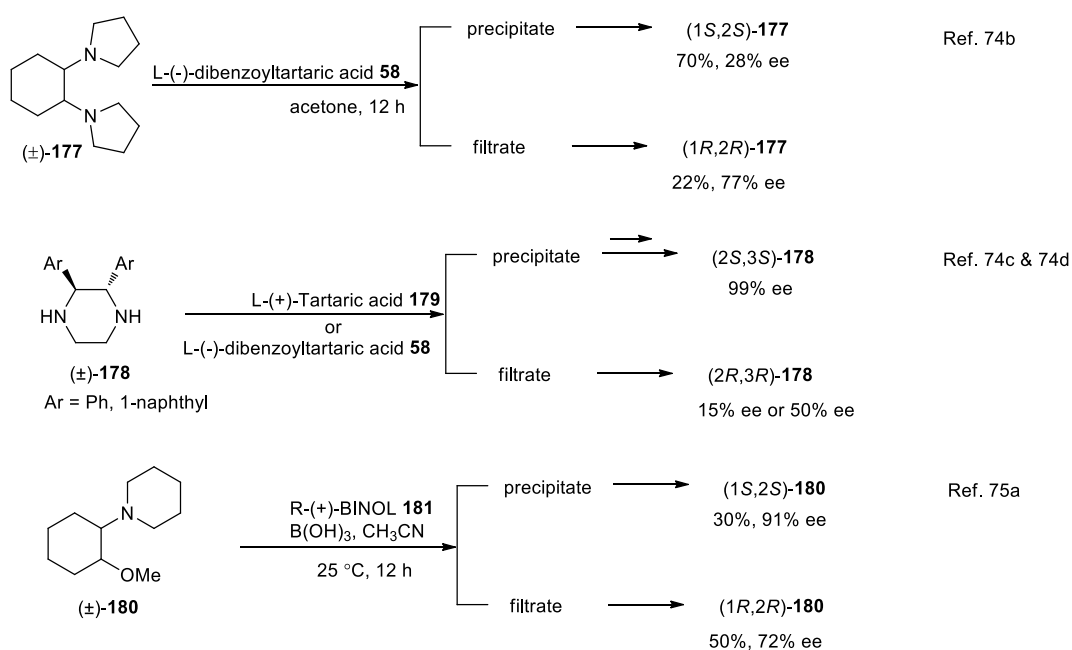 N
N
(±)-177
L-(-)-dibenzoyltartaric acid 58
acetone, 12 h
precipitate
(1S,2S)-177
70%, 28% ee
Ref. 74b
filtrate
(1R,2R)-177
22%, 77% ee
Ar Ar
HN NH
(±)-178
Ar = Ph, 1-naphthyl
L-(+)-Tartaric acid 179
or
L-(-)-dibenzoyltartaric acid 58
precipitate
(2S,3S)-178
99% ee
Ref. 74c & 74d
filtrate
(2R,3R)-178
15% ee or 50% ee
N
OMe
(±)-180
R-(+)-BINOL 181
B(OH)₃, CH₃CN
25 °C, 12 h
precipitate
(1S,2S)-180
30%, 91% ee
Ref. 75a
filtrate
(1R,2R)-180
50%, 72% ee